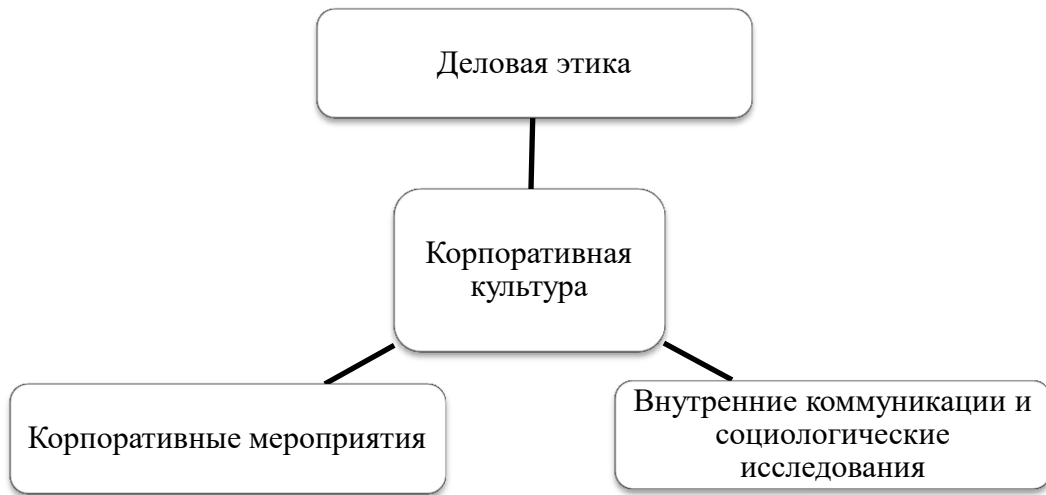 Деловая этика
Корпоративная
культура
Корпоративные мероприятия
Внутренние коммуникации и
социологические
исследования